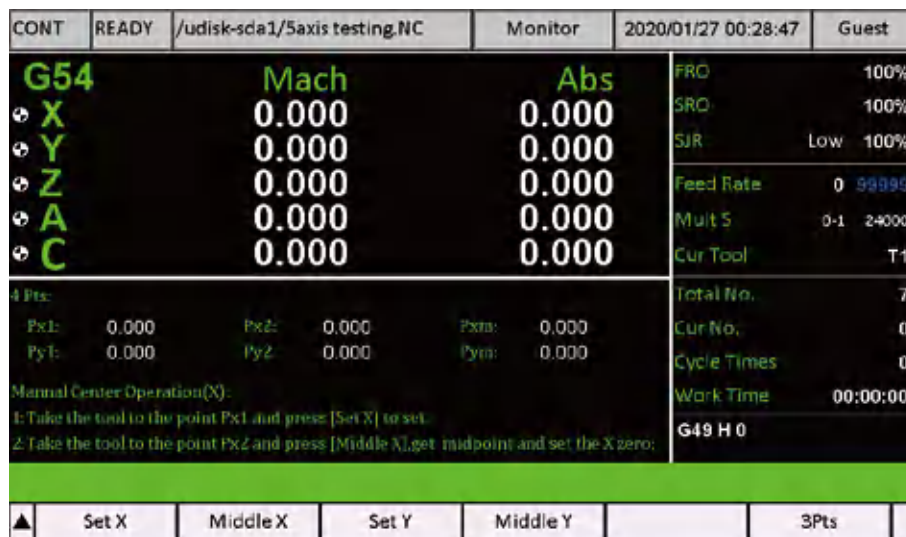 CONT READY /udisk-sda1/5axis testing.NC Monitor 2020/01/27 00:28:47 Guest
G54 Mach Abs
X 0.000 0.000
Y 0.000 0.000
Z 0.000 0.000
A 0.000 0.000
C 0.000 0.000
FRO 100%
SRO 100%
SJR Low 100%
Feed Rate 0 99999
Mult S 0-1 24000
Cur Tool T1
4 Pts:
Px1: 0.000 Px2: 0.000 Pxm: 0.000
Py1: 0.000 Py2 0.000 Pym: 0.000
Mannal Center Operation(X):
1: Take the tool to the point Px1 and press [Set X] to set.
2: Take the tool to the point Px2 and press [Middle X],get midpoint and set the X zero;
Total No. 7
Cur No. 0
Cycle Times 0
Work Time 00:00:00
G49 H 0
▲ Set X Middle X Set Y Middle Y 3Pts